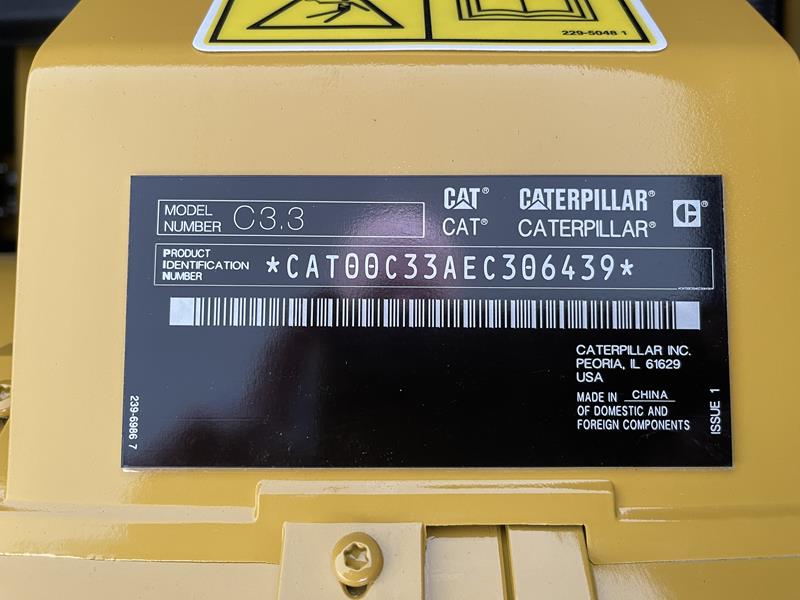 229-5048 1
MODEL NUMBER C3.3
CAT® CATERPILLAR®
CAT® CATERPILLAR®
PRODUCT
IDENTIFICATION
NUMBER
*CAT00C33AEC306439*
CATERPILLAR INC.
PEORIA, IL 61629
USA
MADE IN CHINA
OF DOMESTIC AND
FOREIGN COMPONENTS
239-6986 7
ISSUE 1